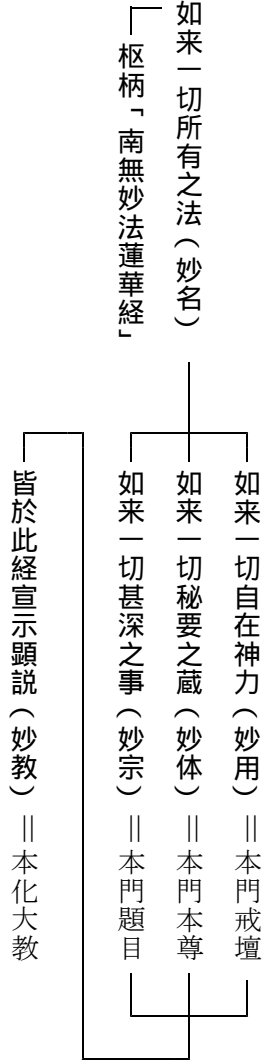 如来一切所有之法（妙名）
枢柄「南無妙法蓮華経」
如来一切自在神力（妙用）＝本門戒壇
如来一切秘要之蔵（妙体）＝本門本尊
如来一切甚深之事（妙宗）＝本門題目
皆於此経宣示顕説（妙教）＝本化大教